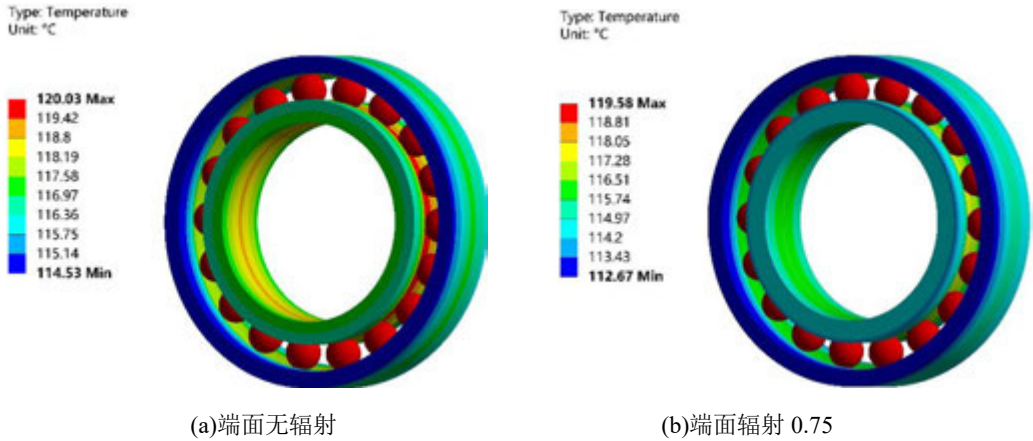 Type: Temperature
Unit: °C
120.03 Max
119.42
118.8
118.19
117.58
116.97
116.36
115.75
115.14
114.53 Min
(a)端面无辐射
Type: Temperature
Unit: °C
119.58 Max
118.81
118.05
117.28
116.51
115.74
114.97
114.2
113.43
112.67 Min
(b)端面辐射 0.75